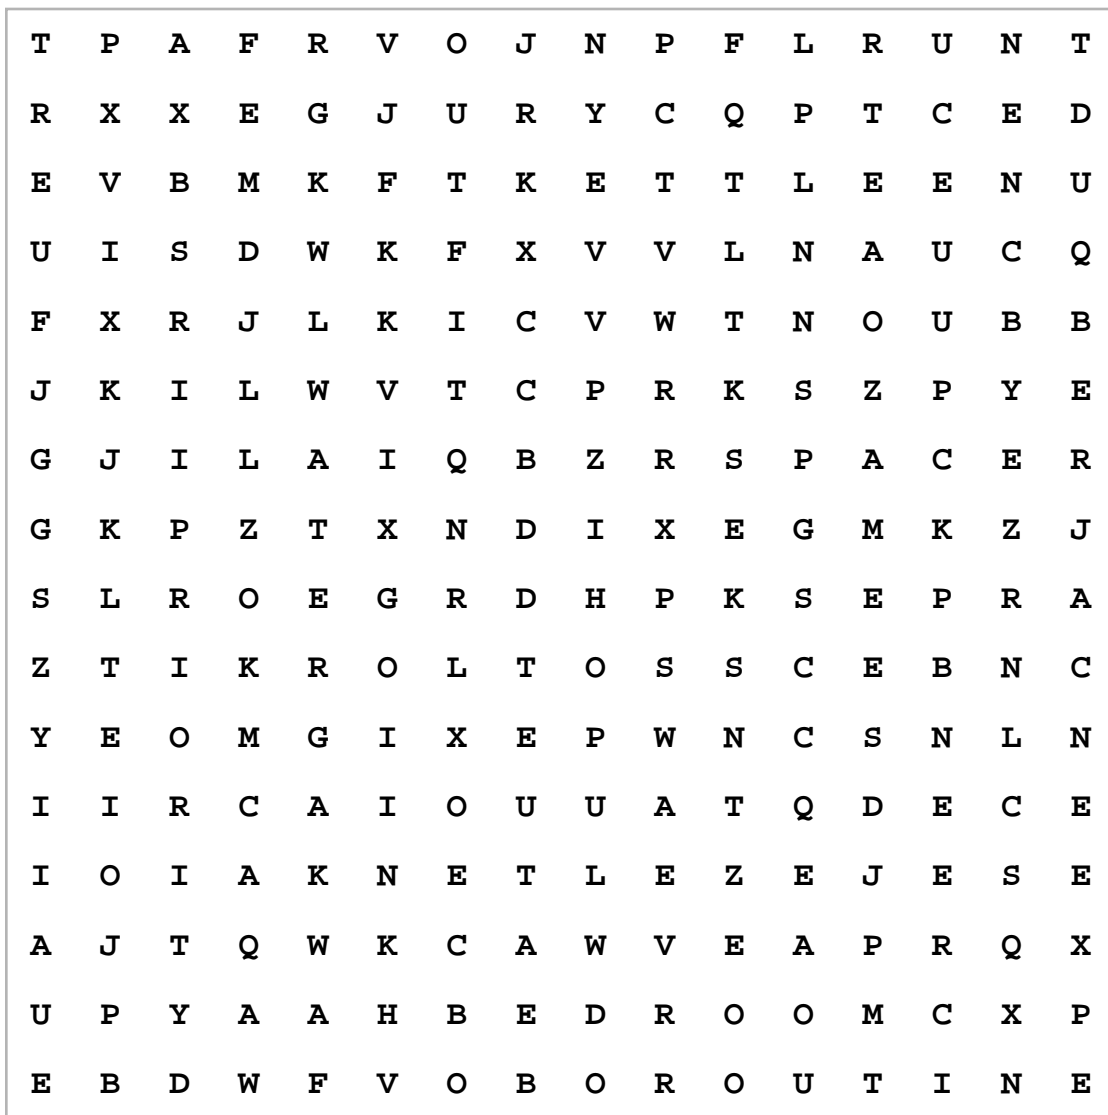 T P A F R V O J N P F L R U N T
R X X E G J U R Y C Q P T C E D
E V B M K F T K E T T L E E N U
U I S D W K F X V V L N A U C Q
F X R J L K I C V W T N O U B B
J K I L W V T C P R K S Z P Y E
G J I L A I Q B Z R S P A C E R
G K P Z T X N D I X E G M K Z J
S L R O E G R D H P K S E P R A
Z T I K R O L T O S S C E B N C
Y E O M G I X E P W N C S N L N
I I R C A I O U U A T Q D E C E
I O I A K N E T L E Z E J E S E
A J T Q W K C A W V E A P R Q X
U P Y A A H B E D R O O M C X P
E B D W F V O B O R O U T I N E